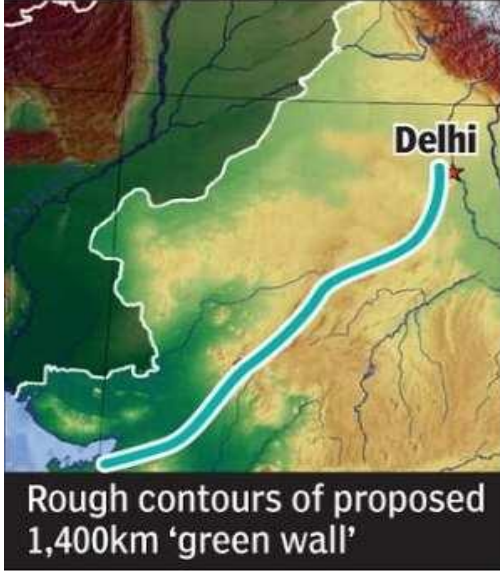 Delhi
Rough contours of proposed
1,400km ‘green wall’